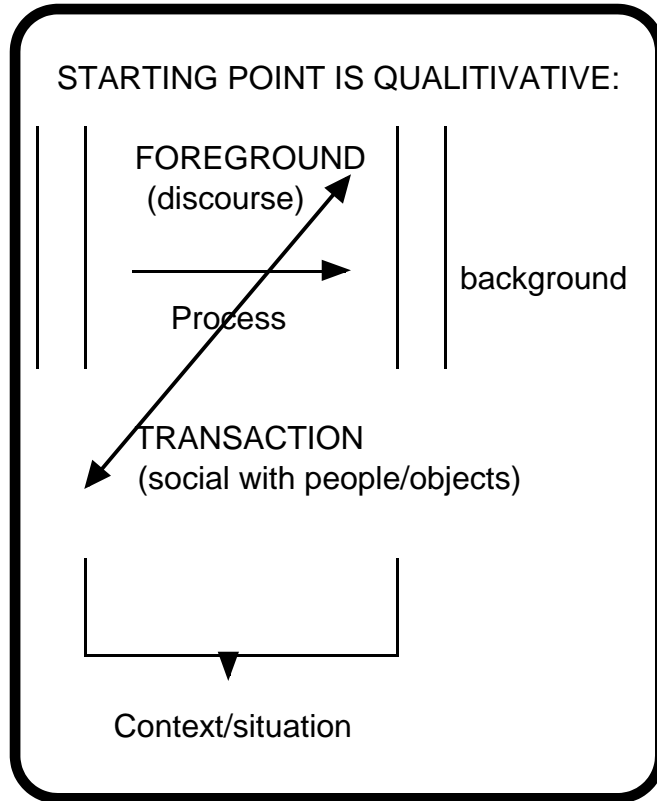 STARTING POINT IS QUALITIVATIVE:
FOREGROUND
(discourse)
background
Process
TRANSACTION
(social with people/objects)
Context/situation